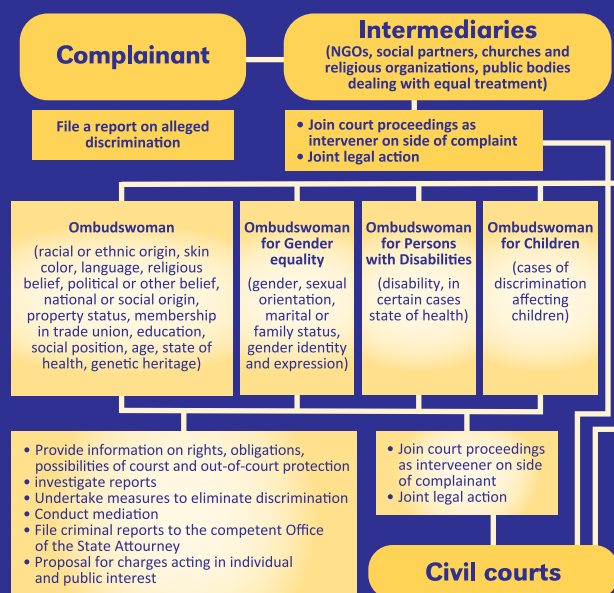 Complainant
Intermediaries
(NGOs, social partners, churches and
religious organizations, public bodies
dealing with equal treatment)
File a report on alleged
discrimination
• Join court proceedings as
intervener on side of complaint
• Joint legal action
Ombudswoman
(racial or ethnic origin, skin
color, language, religious
belief, political or other belief,
national or social origin,
property status, membership
in trade union, education,
social position, age, state of
health, genetic heritage)
Ombudswoman
for Gender
equality
(gender, sexual
orientation,
marital or
family status,
gender identity
and expression)
Ombudswoman
for Persons
with Disabilities
(disability, in
certain cases
state of health)
Ombudswoman
for Children
(cases of
discrimination
affecting
children)
• Provide information on rights, obligations,
possibilities of courst and out-of-court protection
• investigate reports
• Undertake measures to eliminate discrimination
• Conduct mediation
• File criminal reports to the competent Office
of the State Attourney
• Proposal for charges acting in individual
and public interest
• Join court proceedings
as interveener on side
of complainant
• Joint legal action
Civil courts